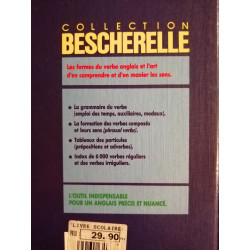 COLLECTION
BESCHERELLE
Les formes du verbe anglais et l'art
d'en comprendre et d'en manier les sens.
• La grammaire du verbe
(emploi des temps, auxiliaires, modaux).
• La formation des verbes composés
et leurs sens (phrasal verbs).
• Tableaux des particules
(prépositions et adverbes).
• Index de 6 000 verbes réguliers
et des verbes irréguliers.
L'OUTIL INDISPENSABLE
POUR UN ANGLAIS PRÉCIS ET NUANCÉ.
LIVRE SCOLAIRE
29.90